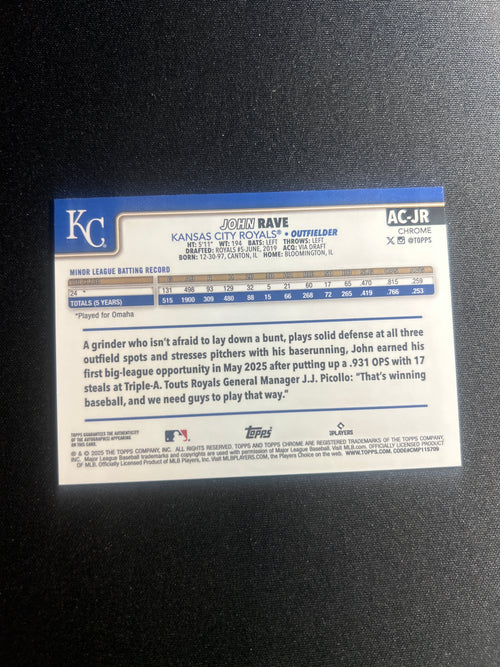 KC
JOHN RAVE
KANSAS CITY ROYALS® • OUTFIELDER
HT: 5'11" WT: 194 BATS: LEFT THROWS: LEFT
DRAFTED: ROYALS #5-JUNE, 2019 ACQ: VIA DRAFT
BORN: 12-30-97, CANTON, IL HOME: BLOOMINGTON, IL
AC-JR
CHROME
@TOPPS
MINOR LEAGUE BATTING RECORD
24 * 131 498 93 129 32 5 21 60 17 65 .470 .815 .259
TOTALS (5 YEARS) 515 1900 309 480 88 15 66 268 72 265 .419 .766 .253
*Played for Omaha
A grinder who isn't afraid to lay down a bunt, plays solid defense at all three
outfield spots and stresses pitchers with his baserunning, John earned his
first big-league opportunity in May 2025 after putting up a .931 OPS with 17
steals at Triple-A. Touts Royals General Manager J.J. Picollo: "That's winning
baseball, and we need guys to play that way."
TOPPS GUARANTEES THE AUTHENTICITY
OF THE AUTOGRAPH(S) APPEARING
ON THIS CARD.
Topps
PLAYERS
® & © 2025 THE TOPPS COMPANY, INC. ALL RIGHTS RESERVED. TOPPS AND TOPPS CHROME ARE REGISTERED TRADEMARKS OF THE TOPPS COMPANY,
INC. Major League Baseball trademarks and copyrights are used with permission of Major League Baseball. Visit MLB.com. OFFICIALLY LICENSED PRODUCT
OF MLB. Officially Licensed Product of MLB Players, Inc. Visit MLBPLAYERS.com, the Players Choice on the web. WWW.TOPPS.COM. CODE#CMP115709